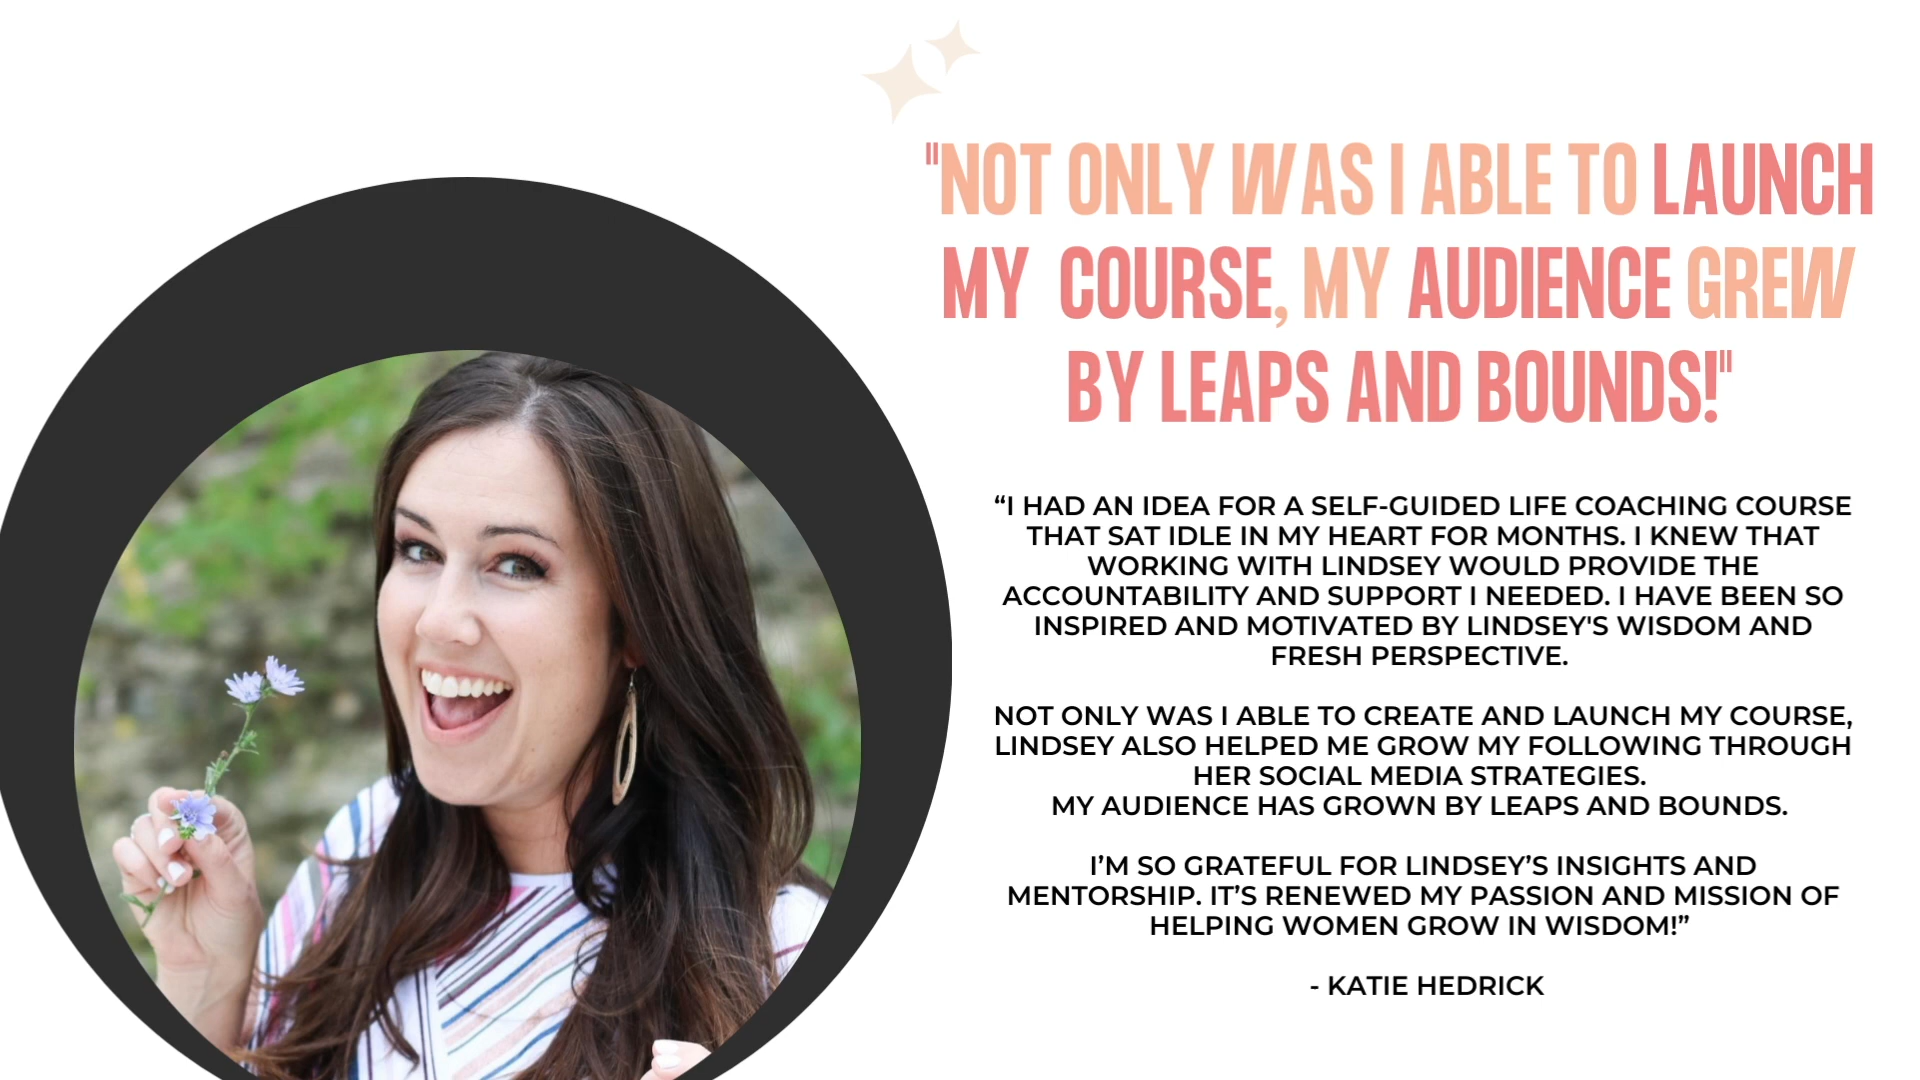 "NOT ONLY WAS I ABLE TO LAUNCH
MY COURSE, MY AUDIENCE GREW
BY LEAPS AND BOUNDS!"
“I HAD AN IDEA FOR A SELF-GUIDED LIFE COACHING COURSE
THAT SAT IDLE IN MY HEART FOR MONTHS. I KNEW THAT
WORKING WITH LINDSEY WOULD PROVIDE THE
ACCOUNTABILITY AND SUPPORT I NEEDED. I HAVE BEEN SO
INSPIRED AND MOTIVATED BY LINDSEY'S WISDOM AND
FRESH PERSPECTIVE.
NOT ONLY WAS I ABLE TO CREATE AND LAUNCH MY COURSE,
LINDSEY ALSO HELPED ME GROW MY FOLLOWING THROUGH
HER SOCIAL MEDIA STRATEGIES.
MY AUDIENCE HAS GROWN BY LEAPS AND BOUNDS.
I’M SO GRATEFUL FOR LINDSEY’S INSIGHTS AND
MENTORSHIP. IT’S RENEWED MY PASSION AND MISSION OF
HELPING WOMEN GROW IN WISDOM!”
- KATIE HEDRICK